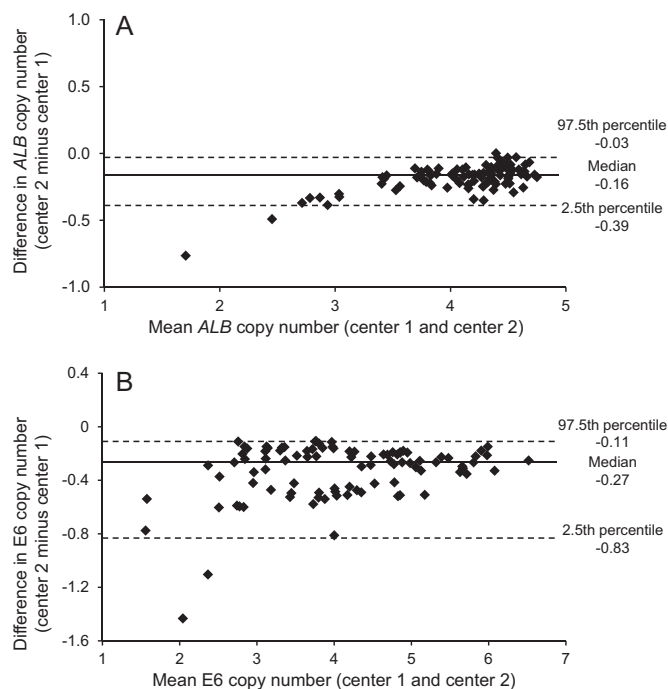 A
Difference in ALB copy number
(center 2 minus center 1)
1.0
0.5
0.0
-0.5
-1.0
1
2
3
4
5
97.5th percentile
-0.03
Median
-0.16
2.5th percentile
-0.39
Mean ALB copy number (center 1 and center 2)
B
Difference in E6 copy number
(center 2 minus center 1)
0.4
0
-0.4
-0.8
-1.2
-1.6
1
2
3
4
5
6
7
97.5th percentile
-0.11
Median
-0.27
2.5th percentile
-0.83
Mean E6 copy number (center 1 and center 2)